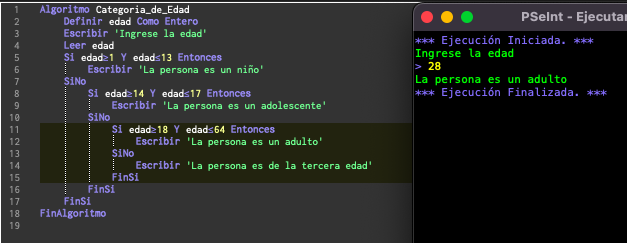 1 Algoritmo Categoria_de_Edad
2 Definir edad Como Entero
3 Escribir 'Ingrese la edad'
4 Leer edad
5 Si edad≥1 Y edad≤13 Entonces
6 Escribir 'La persona es un niño'
7 SiNo
8 Si edad≥14 Y edad≤17 Entonces
9 Escribir 'La persona es un adolescente'
10 SiNo
11 Si edad≥18 Y edad≤64 Entonces
12 Escribir 'La persona es un adulto'
13 SiNo
14 Escribir 'La persona es de la tercera edad'
15 FinSi
16 FinSi
17 FinSi
18 FinAlgoritmo
19
PSeInt - Ejecutar
*** Ejecución Iniciada. ***
Ingrese la edad
> 28
La persona es un adulto
*** Ejecución Finalizada. ***